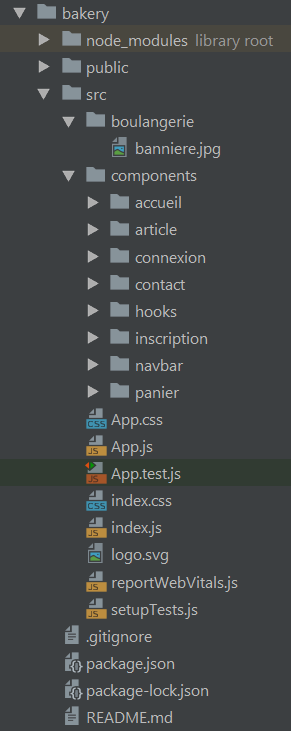 bakery
node_modules library root
public
src
boulangerie
banniere.jpg
components
accueil
article
connexion
contact
hooks
inscription
navbar
panier
App.css
App.js
App.test.js
index.css
index.js
logo.svg
reportWebVitals.js
setupTests.js
.gitignore
package.json
package-lock.json
README.md